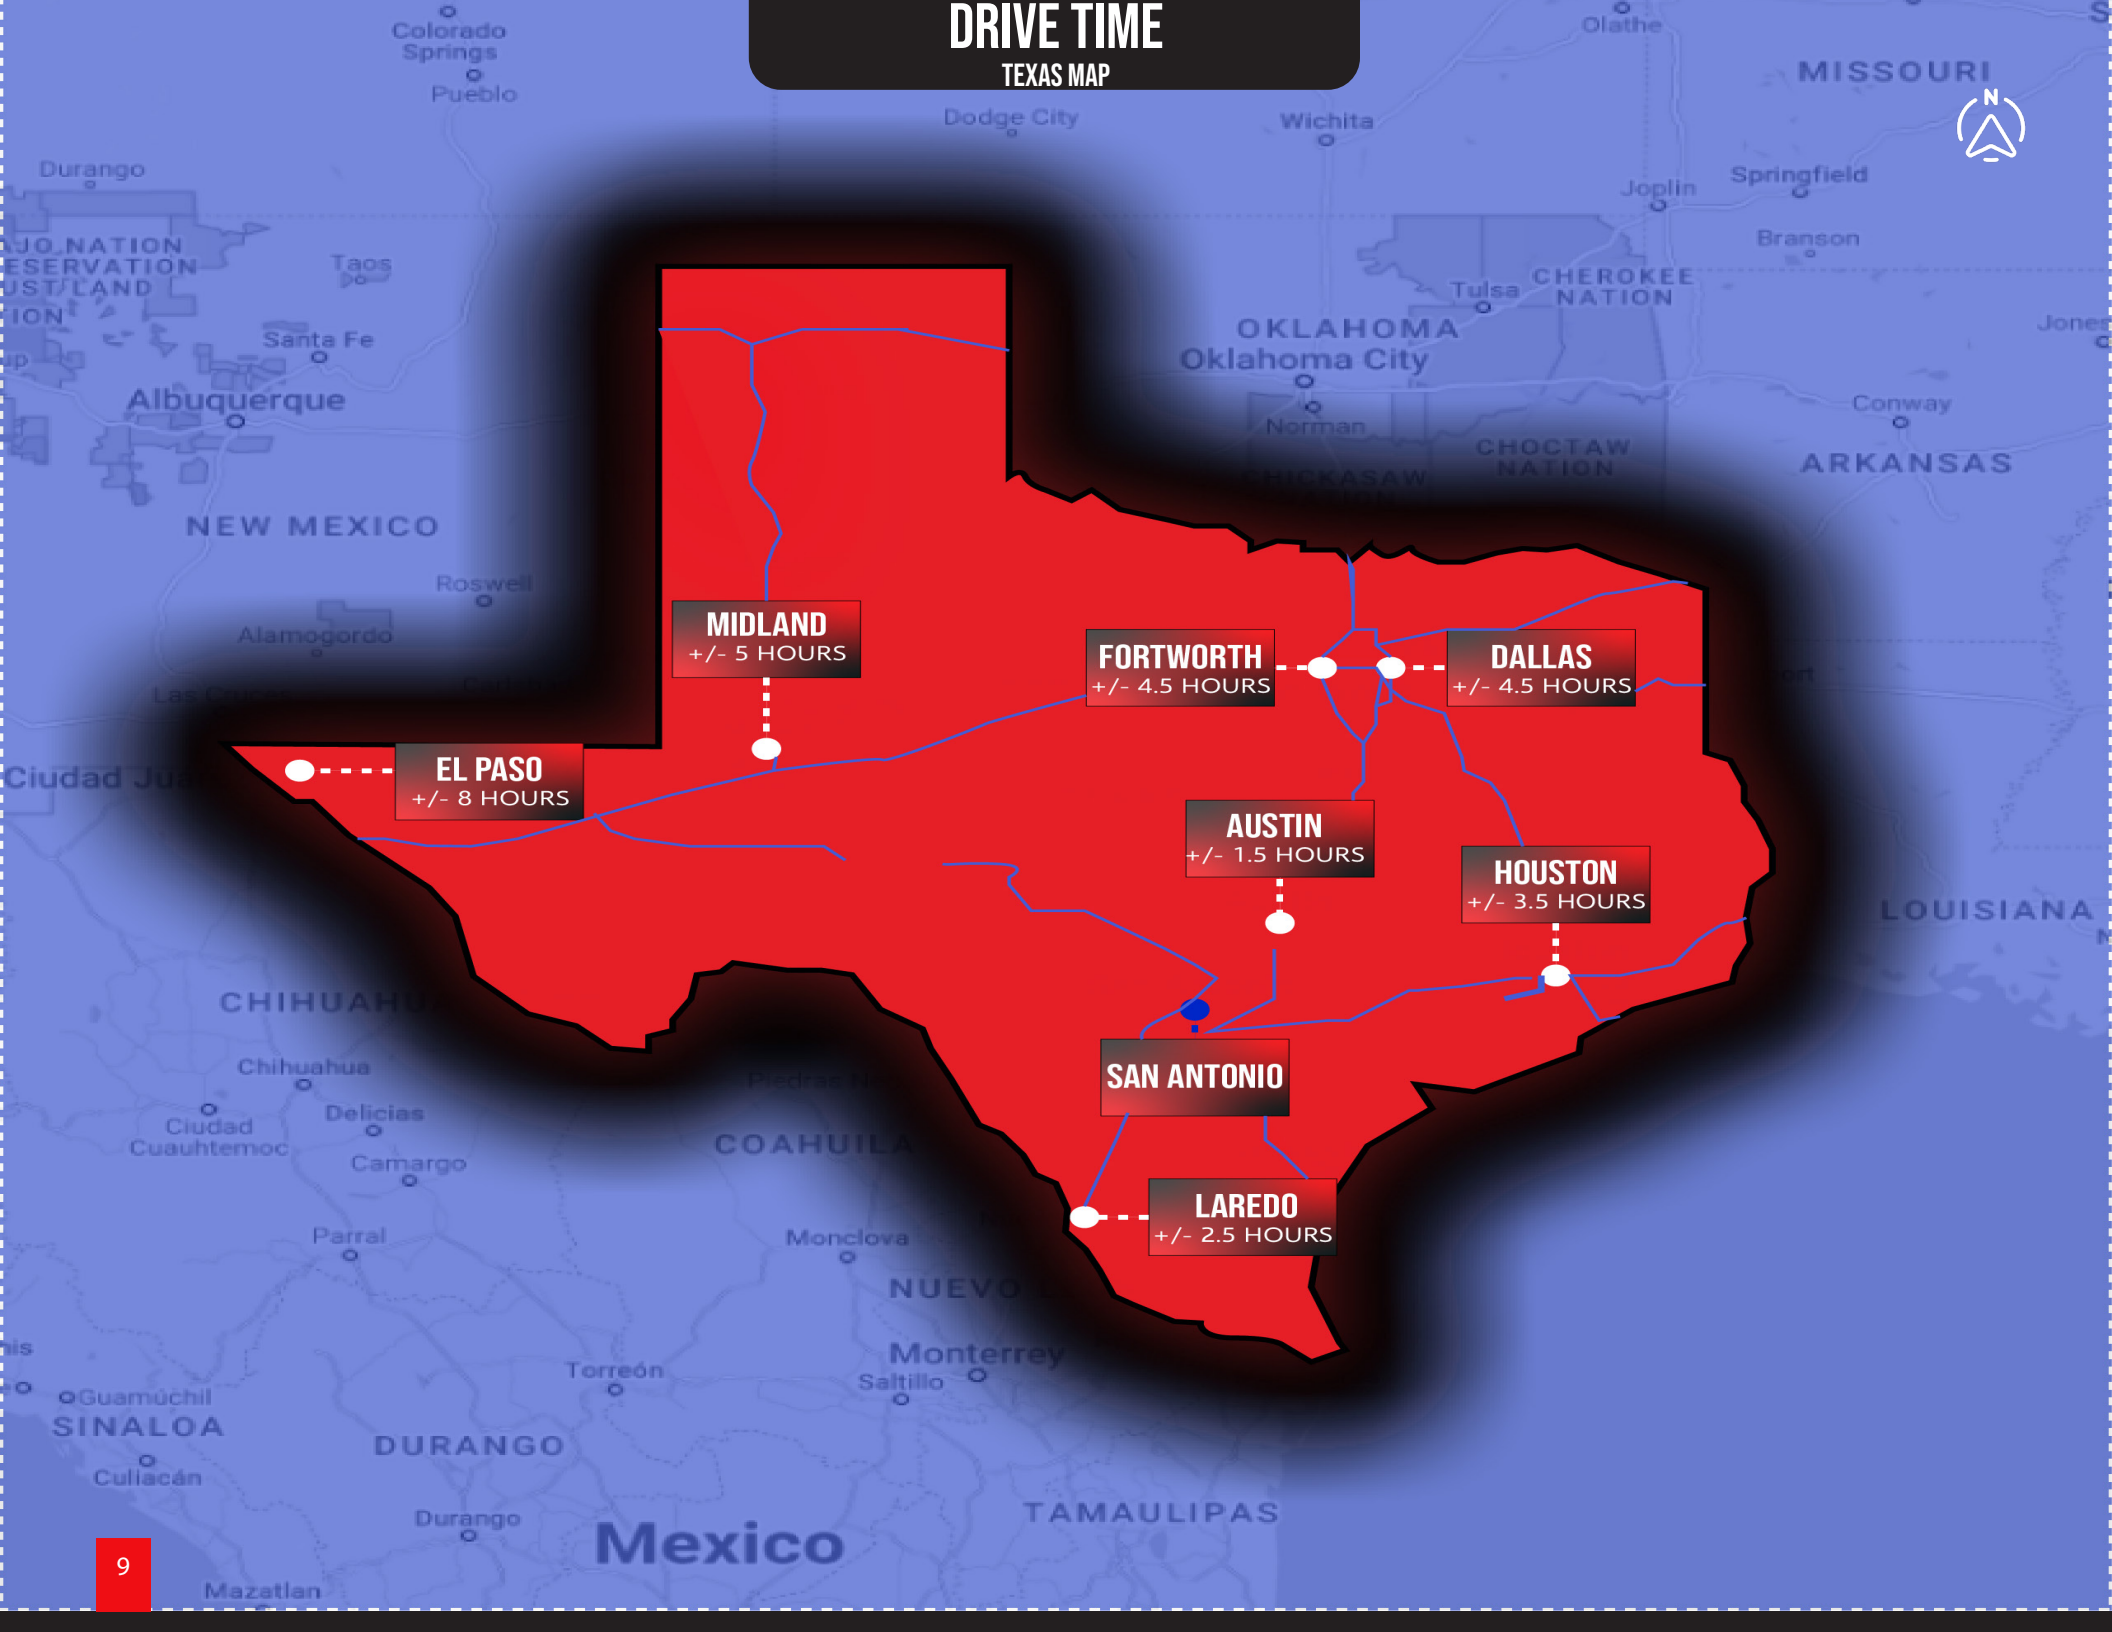 DRIVE TIME
TEXAS MAP
N
Colorado
Springs
Pueblo
Dodge City
Wichita
Olathe
MISSOURI
Durango
Joplin
Springfield
Branson
NATION
Taos
Tulsa
CHEROKEE
NATION
OKLAHOMA
Oklahoma City
Santa Fe
Albuquerque
Norman
Conway
CHOCTAW
NATION
CHICKASAW
ARKANSAS
NEW MEXICO
Roswell
Alamogordo
MIDLAND
+/- 5 HOURS
FORTWORTH
+/- 4.5 HOURS
DALLAS
+/- 4.5 HOURS
EL PASO
+/- 8 HOURS
AUSTIN
+/- 1.5 HOURS
HOUSTON
+/- 3.5 HOURS
LOUISIANA
SAN ANTONIO
Chihuahua
Delicias
Ciudad
Cuauhtemoc
Camargo
COAHUILA
LAREDO
+/- 2.5 HOURS
Parral
Monclova
NUEVO
Monterrey
Saltillo
Torreón
Guamúchil
SINALOA
Culiacán
DURANGO
Durango
Mexico
TAMAULIPAS
9
Mazatlan